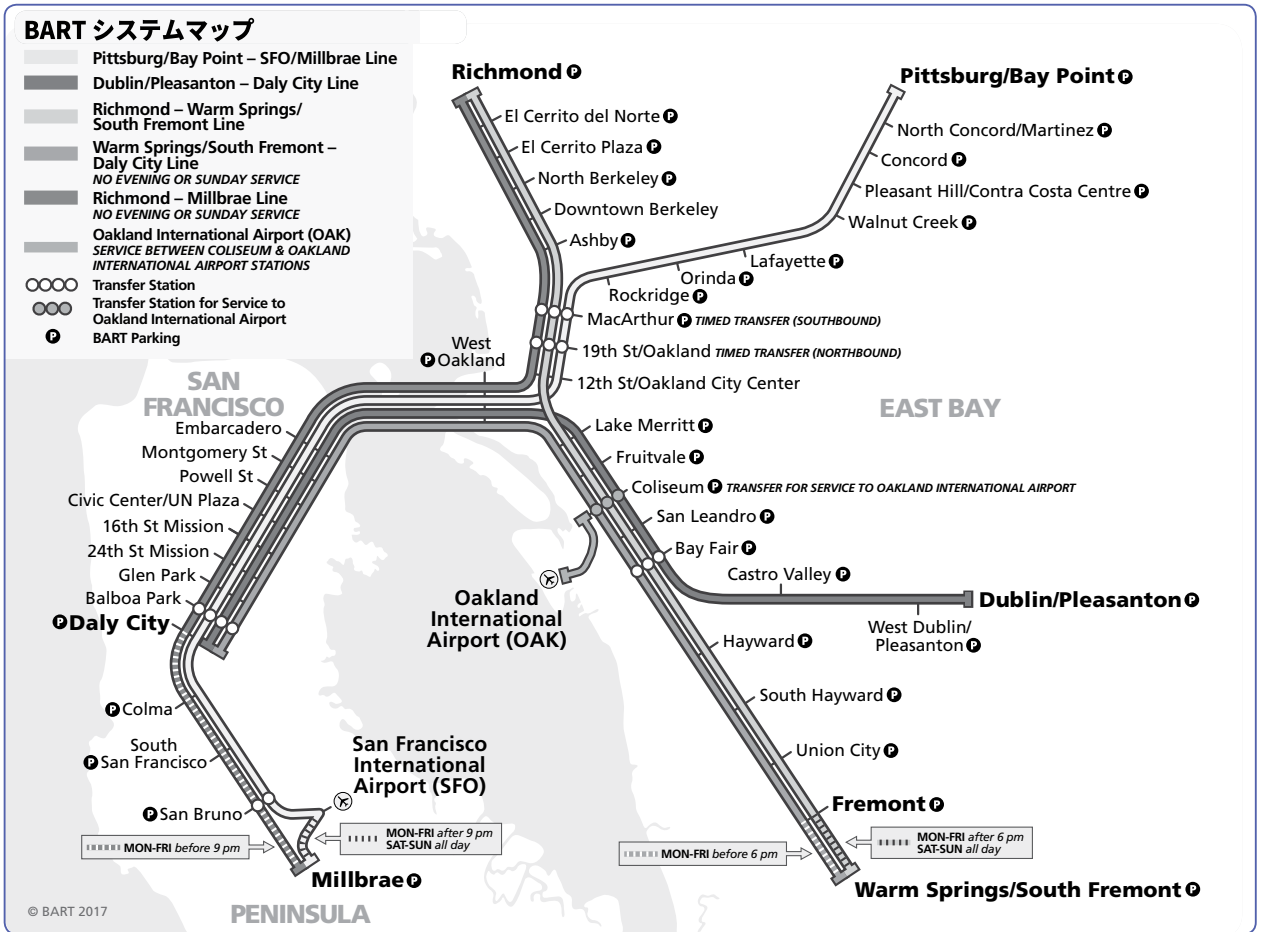 BART システムマップ
Pittsburg/Bay Point – SFO/Millbrae Line
Dublin/Pleasanton – Daly City Line
Richmond – Warm Springs/
South Fremont Line
Warm Springs/South Fremont –
Daly City Line
NO EVENING OR SUNDAY SERVICE
Richmond – Millbrae Line
NO EVENING OR SUNDAY SERVICE
Oakland International Airport (OAK)
SERVICE BETWEEN COLISEUM & OAKLAND
INTERNATIONAL AIRPORT STATIONS
Transfer Station
Transfer Station for Service to
Oakland International Airport
P BART Parking
Richmond P
El Cerrito del Norte P
El Cerrito Plaza P
North Berkeley P
Downtown Berkeley
Ashby P
Pittsburg/Bay Point P
North Concord/Martinez P
Concord P
Pleasant Hill/Contra Costa Centre P
Walnut Creek P
Lafayette P
Orinda P
Rockridge P
MacArthur P TIMED TRANSFER (SOUTHBOUND)
19th St/Oakland TIMED TRANSFER (NORTHBOUND)
12th St/Oakland City Center
West
P Oakland
SAN
FRANCISCO
EAST BAY
Embarcadero
Montgomery St
Powell St
Civic Center/UN Plaza
16th St Mission
24th St Mission
Glen Park
Balboa Park
P Daly City
Lake Merritt P
Fruitvale P
Coliseum P TRANSFER FOR SERVICE TO OAKLAND INTERNATIONAL AIRPORT
San Leandro P
Bay Fair P
Castro Valley P
Dublin/Pleasanton P
West Dublin/
Pleasanton P
Oakland
International
Airport (OAK)
Hayward P
South Hayward P
Union City P
Fremont P
P Colma
South
P San Francisco
P San Bruno
San Francisco
International
Airport (SFO)
MON-FRI before 9 pm
MON-FRI after 9 pm
SAT-SUN all day
MON-FRI before 6 pm
MON-FRI after 6 pm
SAT-SUN all day
Millbrae P
Warm Springs/South Fremont P
PENINSULA
© BART 2017